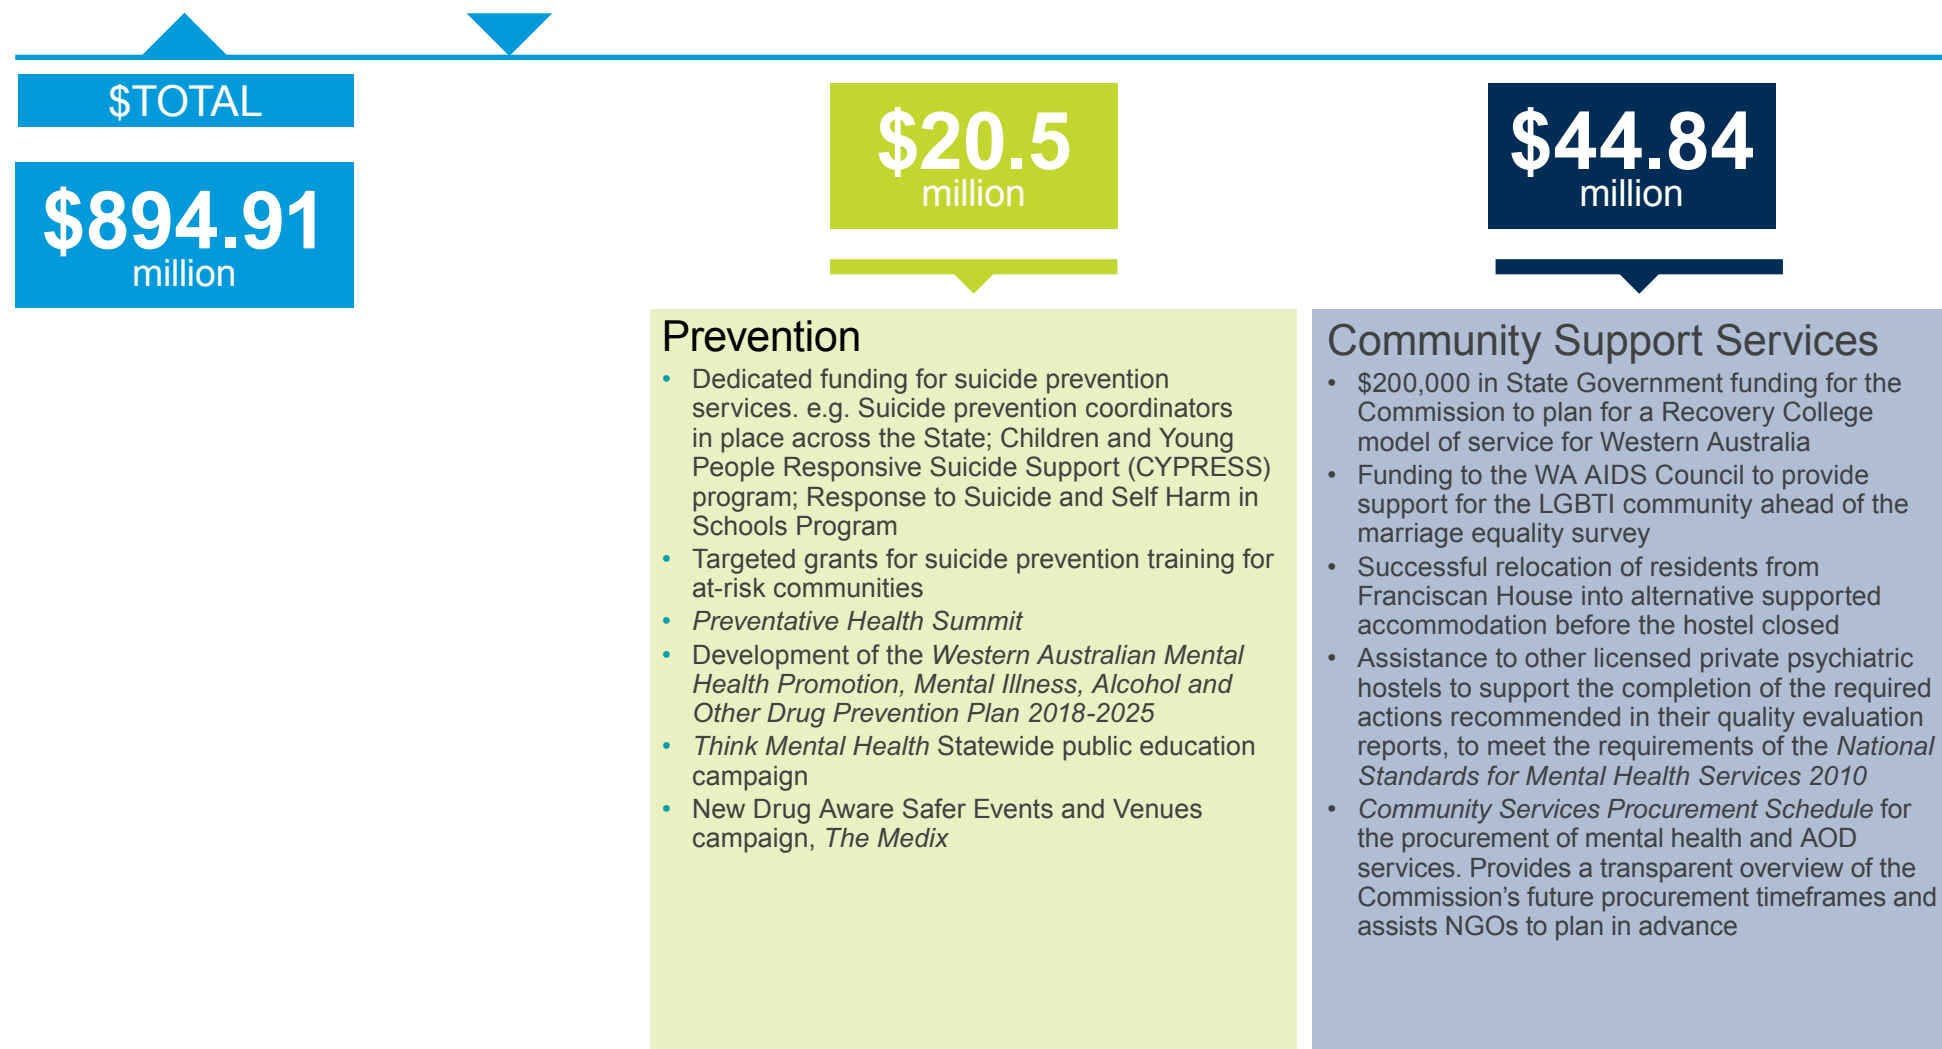 $TOTAL
$894.91
million
$20.5
million
Prevention
• Dedicated funding for suicide prevention
services. e.g. Suicide prevention coordinators
in place across the State; Children and Young
People Responsive Suicide Support (CYPRESS)
program; Response to Suicide and Self Harm in
Schools Program
• Targeted grants for suicide prevention training for
at-risk communities
• Preventative Health Summit
• Development of the Western Australian Mental
Health Promotion, Mental Illness, Alcohol and
Other Drug Prevention Plan 2018-2025
• Think Mental Health Statewide public education
campaign
• New Drug Aware Safer Events and Venues
campaign, The Medix
$44.84
million
Community Support Services
• $200,000 in State Government funding for the
Commission to plan for a Recovery College
model of service for Western Australia
• Funding to the WA AIDS Council to provide
support for the LGBTI community ahead of the
marriage equality survey
• Successful relocation of residents from
Franciscan House into alternative supported
accommodation before the hostel closed
• Assistance to other licensed private psychiatric
hostels to support the completion of the required
actions recommended in their quality evaluation
reports, to meet the requirements of the National
Standards for Mental Health Services 2010
• Community Services Procurement Schedule for
the procurement of mental health and AOD
services. Provides a transparent overview of the
Commission’s future procurement timeframes and
assists NGOs to plan in advance